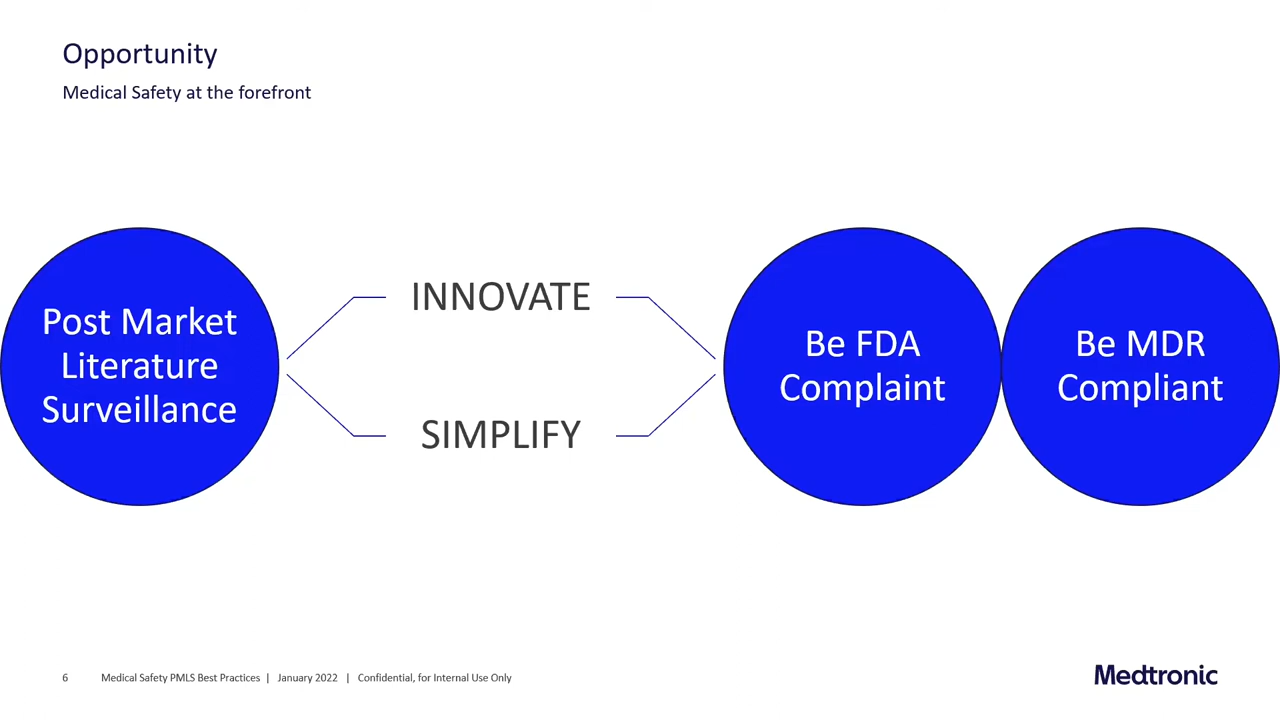 Opportunity
Medical Safety at the forefront
Post Market
Literature
Surveillance
INNOVATE
SIMPLIFY
Be FDA
Complaint
Be MDR
Compliant
6 Medical Safety PMLS Best Practices | January 2022 | Confidential, for Internal Use Only
Medtronic